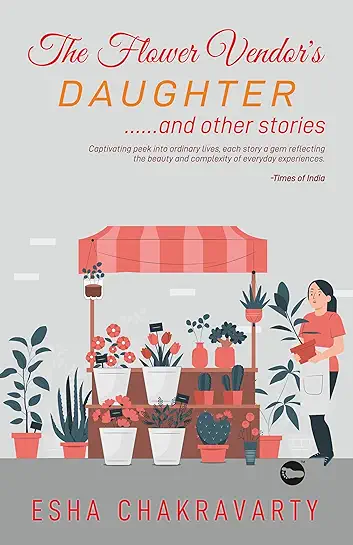 The Flower Vendor's
DAUGHTER
......and other stories
Captivating peek into ordinary lives, each story a gem reflecting
the beauty and complexity of everyday experiences.
-Times of India
ESHA CHAKRAVARTY